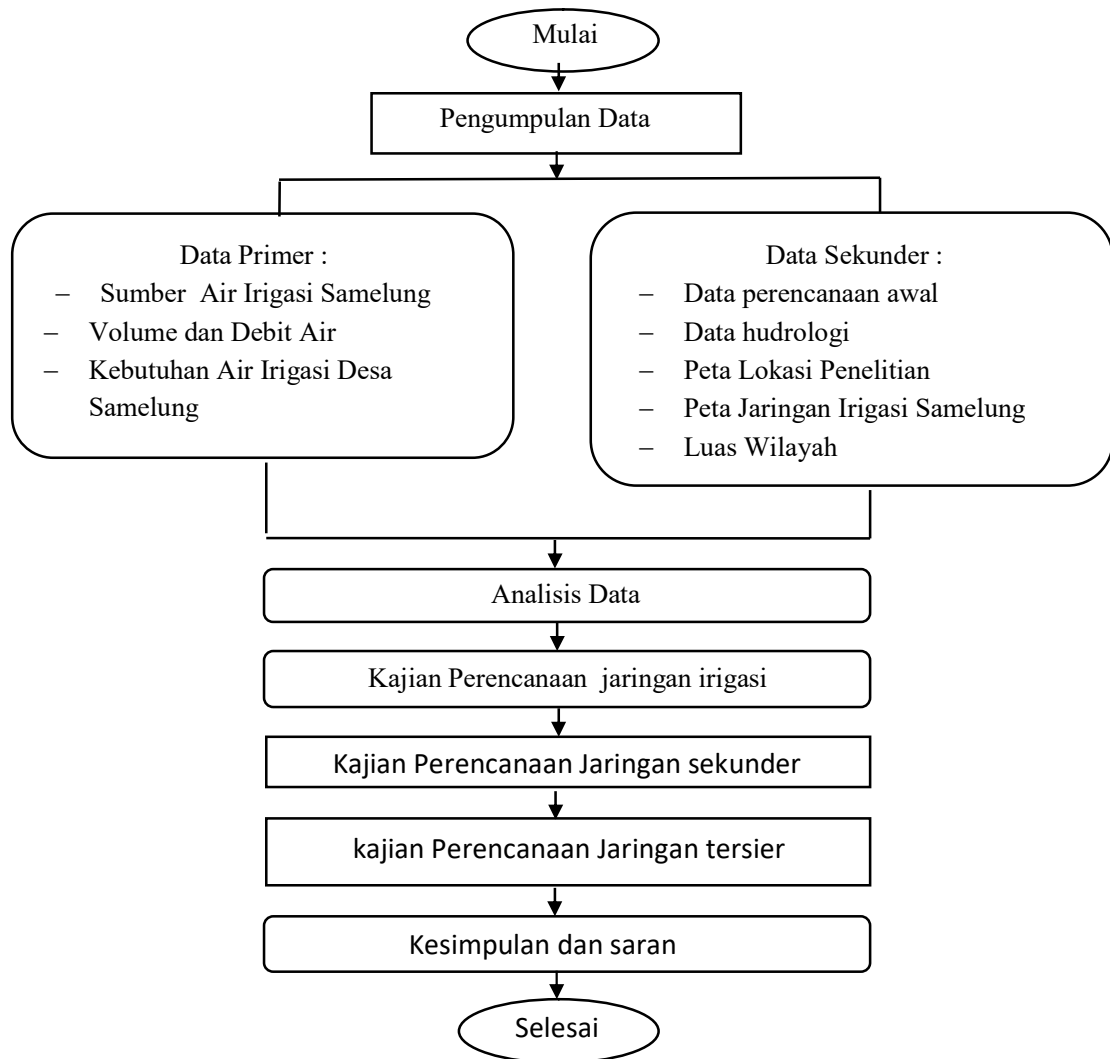 Mulai
Pengumpulan Data
Data Primer :
– Sumber Air Irigasi Samelung
– Volume dan Debit Air
– Kebutuhan Air Irigasi Desa
Samelung
Data Sekunder :
– Data perencanaan awal
– Data hudrologi
– Peta Lokasi Penelitian
– Peta Jaringan Irigasi Samelung
– Luas Wilayah
Analisis Data
Kajian Perencanaan jaringan irigasi
Kajian Perencanaan Jaringan sekunder
kajian Perencanaan Jaringan tersier
Kesimpulan dan saran
Selesai